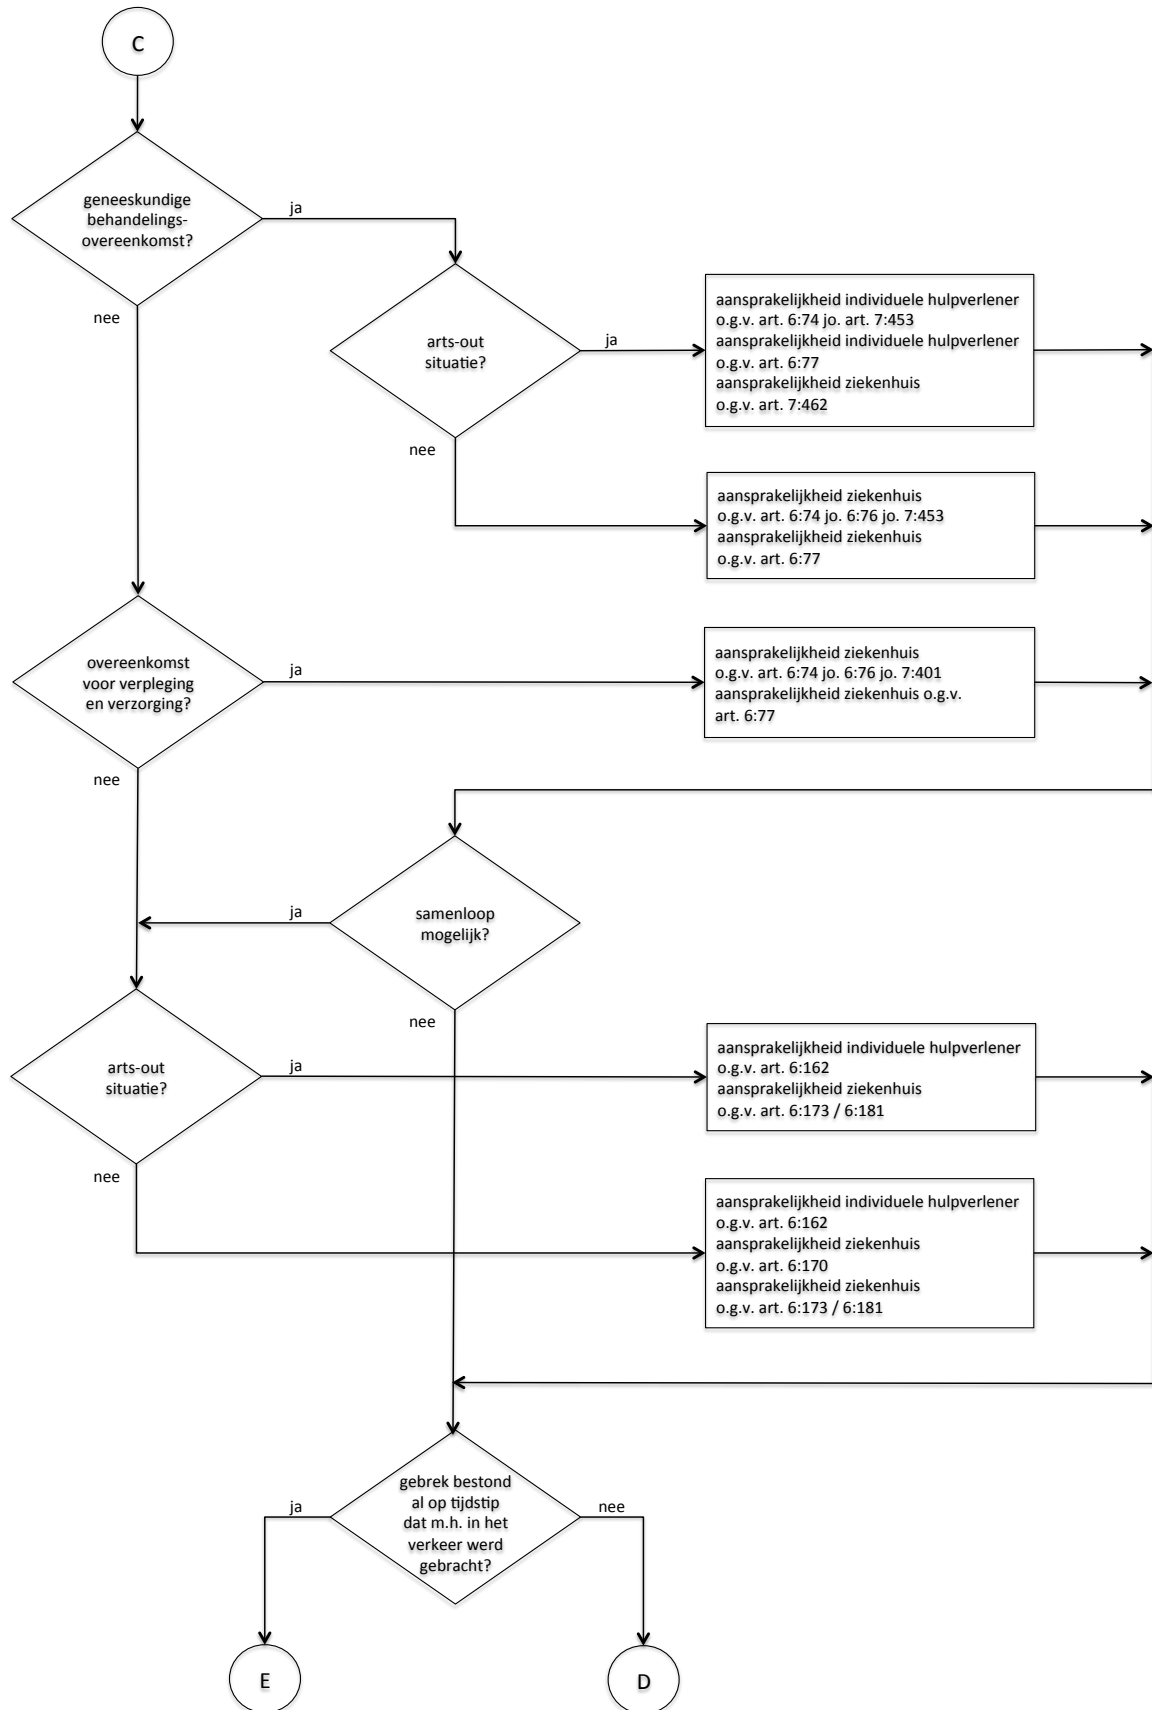 C
geneeskundige
behandelings-
overeenkomst?
ja
nee
arts-out
situatie?
ja
nee
aansprakelijkheid individuele hulpverlener
o.g.v. art. 6:74 jo. art. 7:453
aansprakelijkheid individuele hulpverlener
o.g.v. art. 6:77
aansprakelijkheid ziekenhuis
o.g.v. art. 7:462
aansprakelijkheid ziekenhuis
o.g.v. art. 6:74 jo. 6:76 jo. 7:453
aansprakelijkheid ziekenhuis
o.g.v. art. 6:77
overeenkomst
voor verpleging
en verzorging?
ja
nee
aansprakelijkheid ziekenhuis
o.g.v. art. 6:74 jo. 6:76 jo. 7:401
aansprakelijkheid ziekenhuis o.g.v.
art. 6:77
samenloop
mogelijk?
ja
nee
arts-out
situatie?
ja
nee
aansprakelijkheid individuele hulpverlener
o.g.v. art. 6:162
aansprakelijkheid ziekenhuis
o.g.v. art. 6:173 / 6:181
aansprakelijkheid individuele hulpverlener
o.g.v. art. 6:162
aansprakelijkheid ziekenhuis
o.g.v. art. 6:170
aansprakelijkheid ziekenhuis
o.g.v. art. 6:173 / 6:181
gebrek bestond
al op tijdstip
dat m.h. in het
verkeer werd
gebracht?
ja
nee
E
D